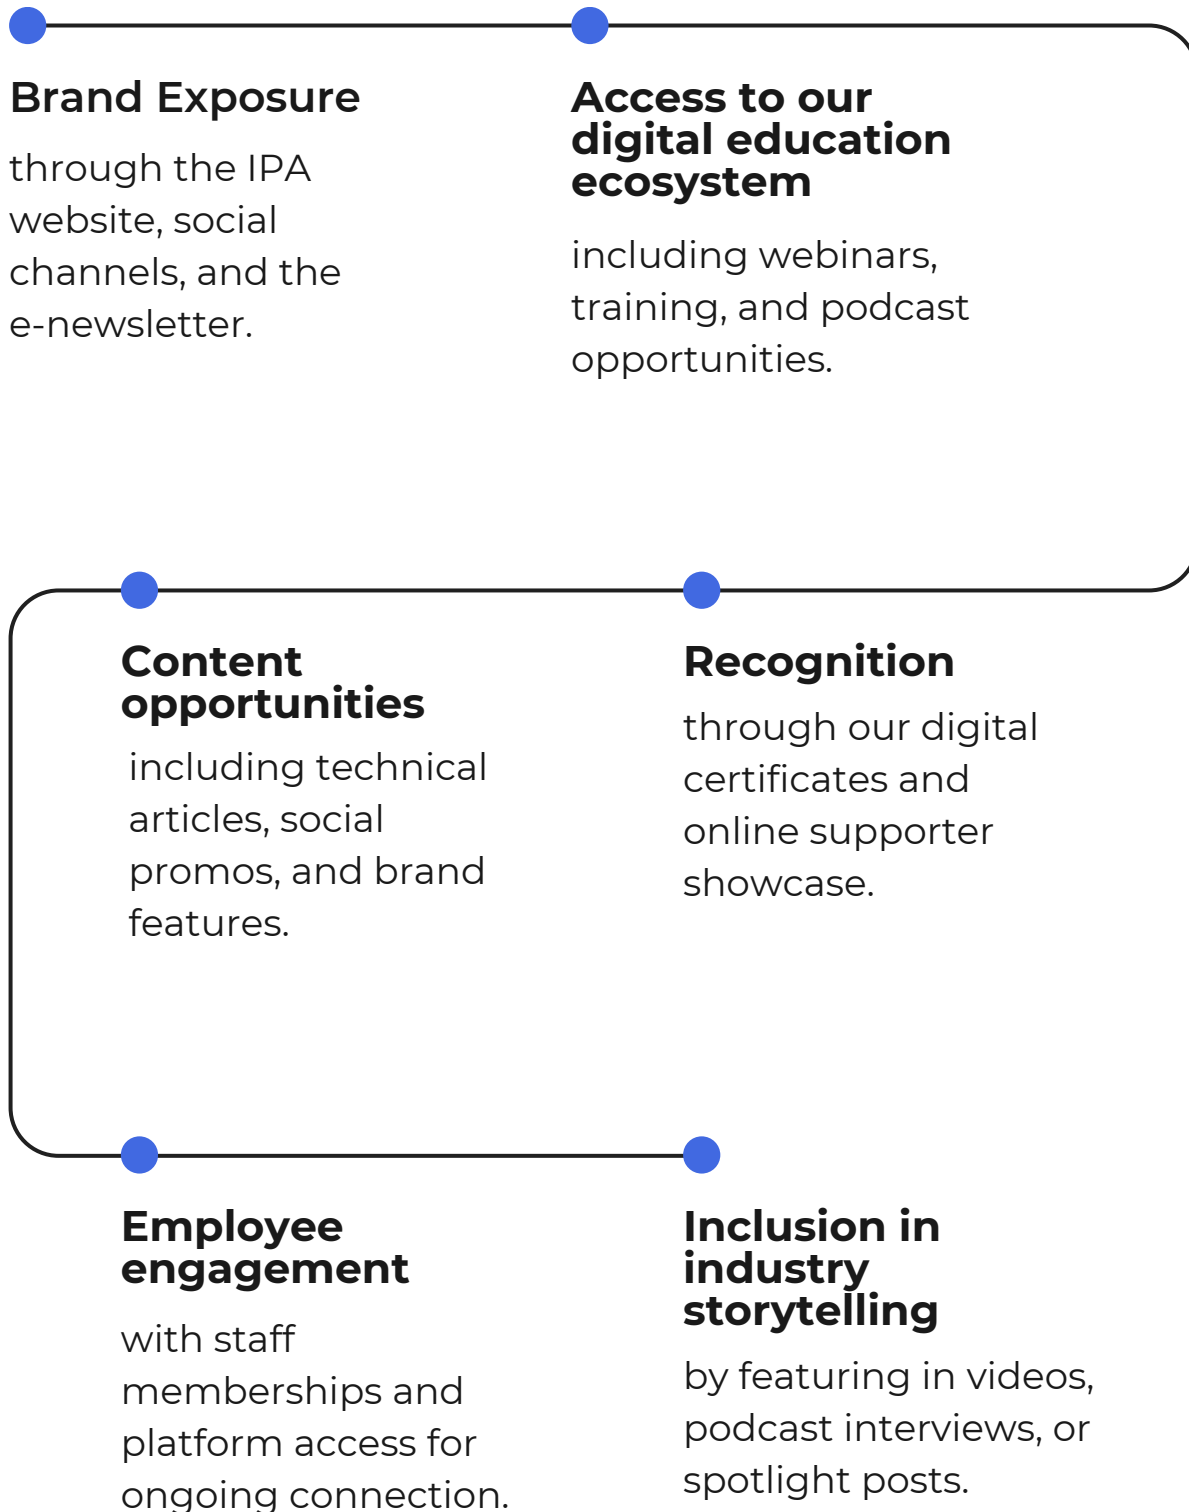 Brand Exposure
through the IPA
website, social
channels, and the
e-newsletter.
Access to our
digital education
ecosystem
including webinars,
training, and podcast
opportunities.
Content
opportunities
including technical
articles, social
promos, and brand
features.
Recognition
through our digital
certificates and
online supporter
showcase.
Employee
engagement
with staff
memberships and
platform access for
ongoing connection.
Inclusion in
industry
storytelling
by featuring in videos,
podcast interviews, or
spotlight posts.